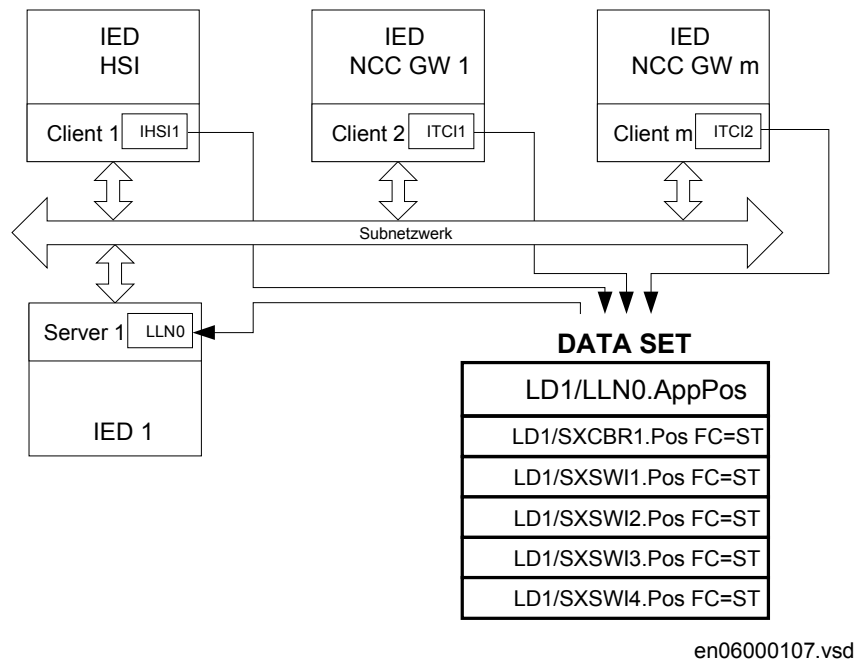 IED
HSI
IED
NCC GW 1
IED
NCC GW m
Client 1
IHSI1
Client 2
ITCI1
Client m
ITCI2
Subnetzwerk
Server 1
LLN0
IED 1
DATA SET
LD1/LLN0.AppPos
LD1/SXCBR1.Pos FC=ST
LD1/SXSWI1.Pos FC=ST
LD1/SXSWI2.Pos FC=ST
LD1/SXSWI3.Pos FC=ST
LD1/SXSWI4.Pos FC=ST
en06000107.vsd